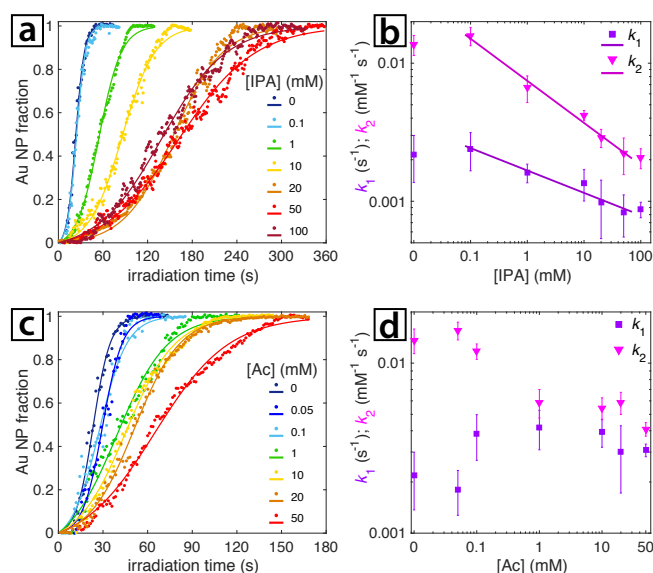 a
Au NP fraction
1
0.8
0.6
0.4
0.2
0
0 60 120 180 240 300 360
irradiation time (s)
[IPA] (mM)
0
0.1
1
10
20
50
100
b
k1 (s-1); k2 (mM-1 s-1)
0.01
0.001
0 0.1 1 10 100
[IPA] (mM)
k1
k2
c
Au NP fraction
1
0.8
0.6
0.4
0.2
0
0 30 60 90 120 150 180
irradiation time (s)
[Ac] (mM)
0
0.05
0.1
1
10
20
50
d
k1 (s-1); k2 (mM-1 s-1)
0.01
0.001
0 0.1 1 10 50
[Ac] (mM)
k1
k2